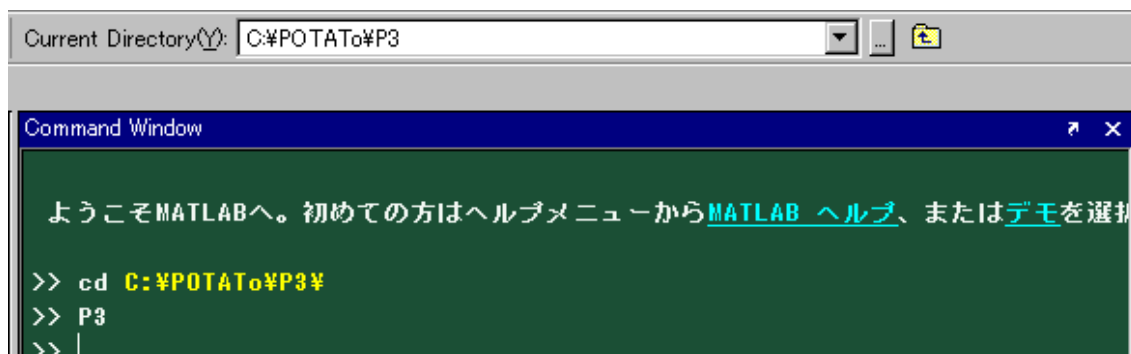 Current Directory(Y): C:¥POTATo¥P3 ...
Command Window
ようこそMATLABへ。初めての方はヘルプメニューからMATLAB ヘルプ、またはデモを選択
>> cd C:¥POTATo¥P3¥
>> P3
>>